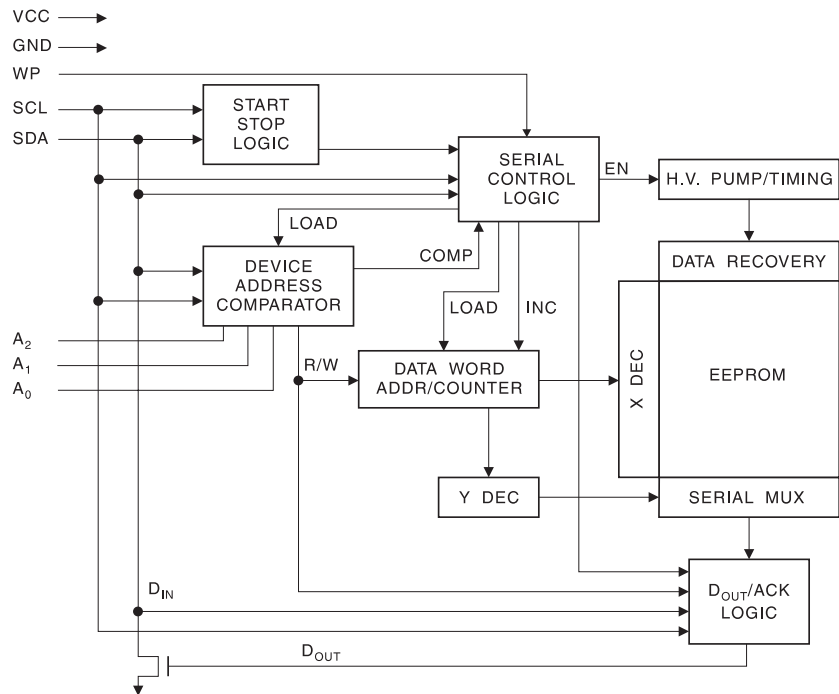 VCC
GND
WP
SCL
SDA
START
STOP
LOGIC
SERIAL
CONTROL
LOGIC
EN
H.V. PUMP/TIMING
LOAD
COMP
DEVICE
ADDRESS
COMPARATOR
DATA RECOVERY
LOAD
INC
A2
A1
A0
R/W
DATA WORD
ADDR/COUNTER
X DEC
EEPROM
Y DEC
SERIAL MUX
DIN
DOUT/ACK
LOGIC
DOUT